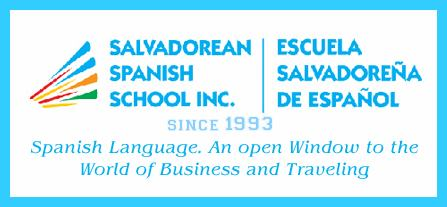 SALVADOREAN
SPANISH
SCHOOL INC.
ESCUELA
SALVADOREÑA
DE ESPAÑOL
SINCE 1993
Spanish Language. An open Window to the
World of Business and Traveling